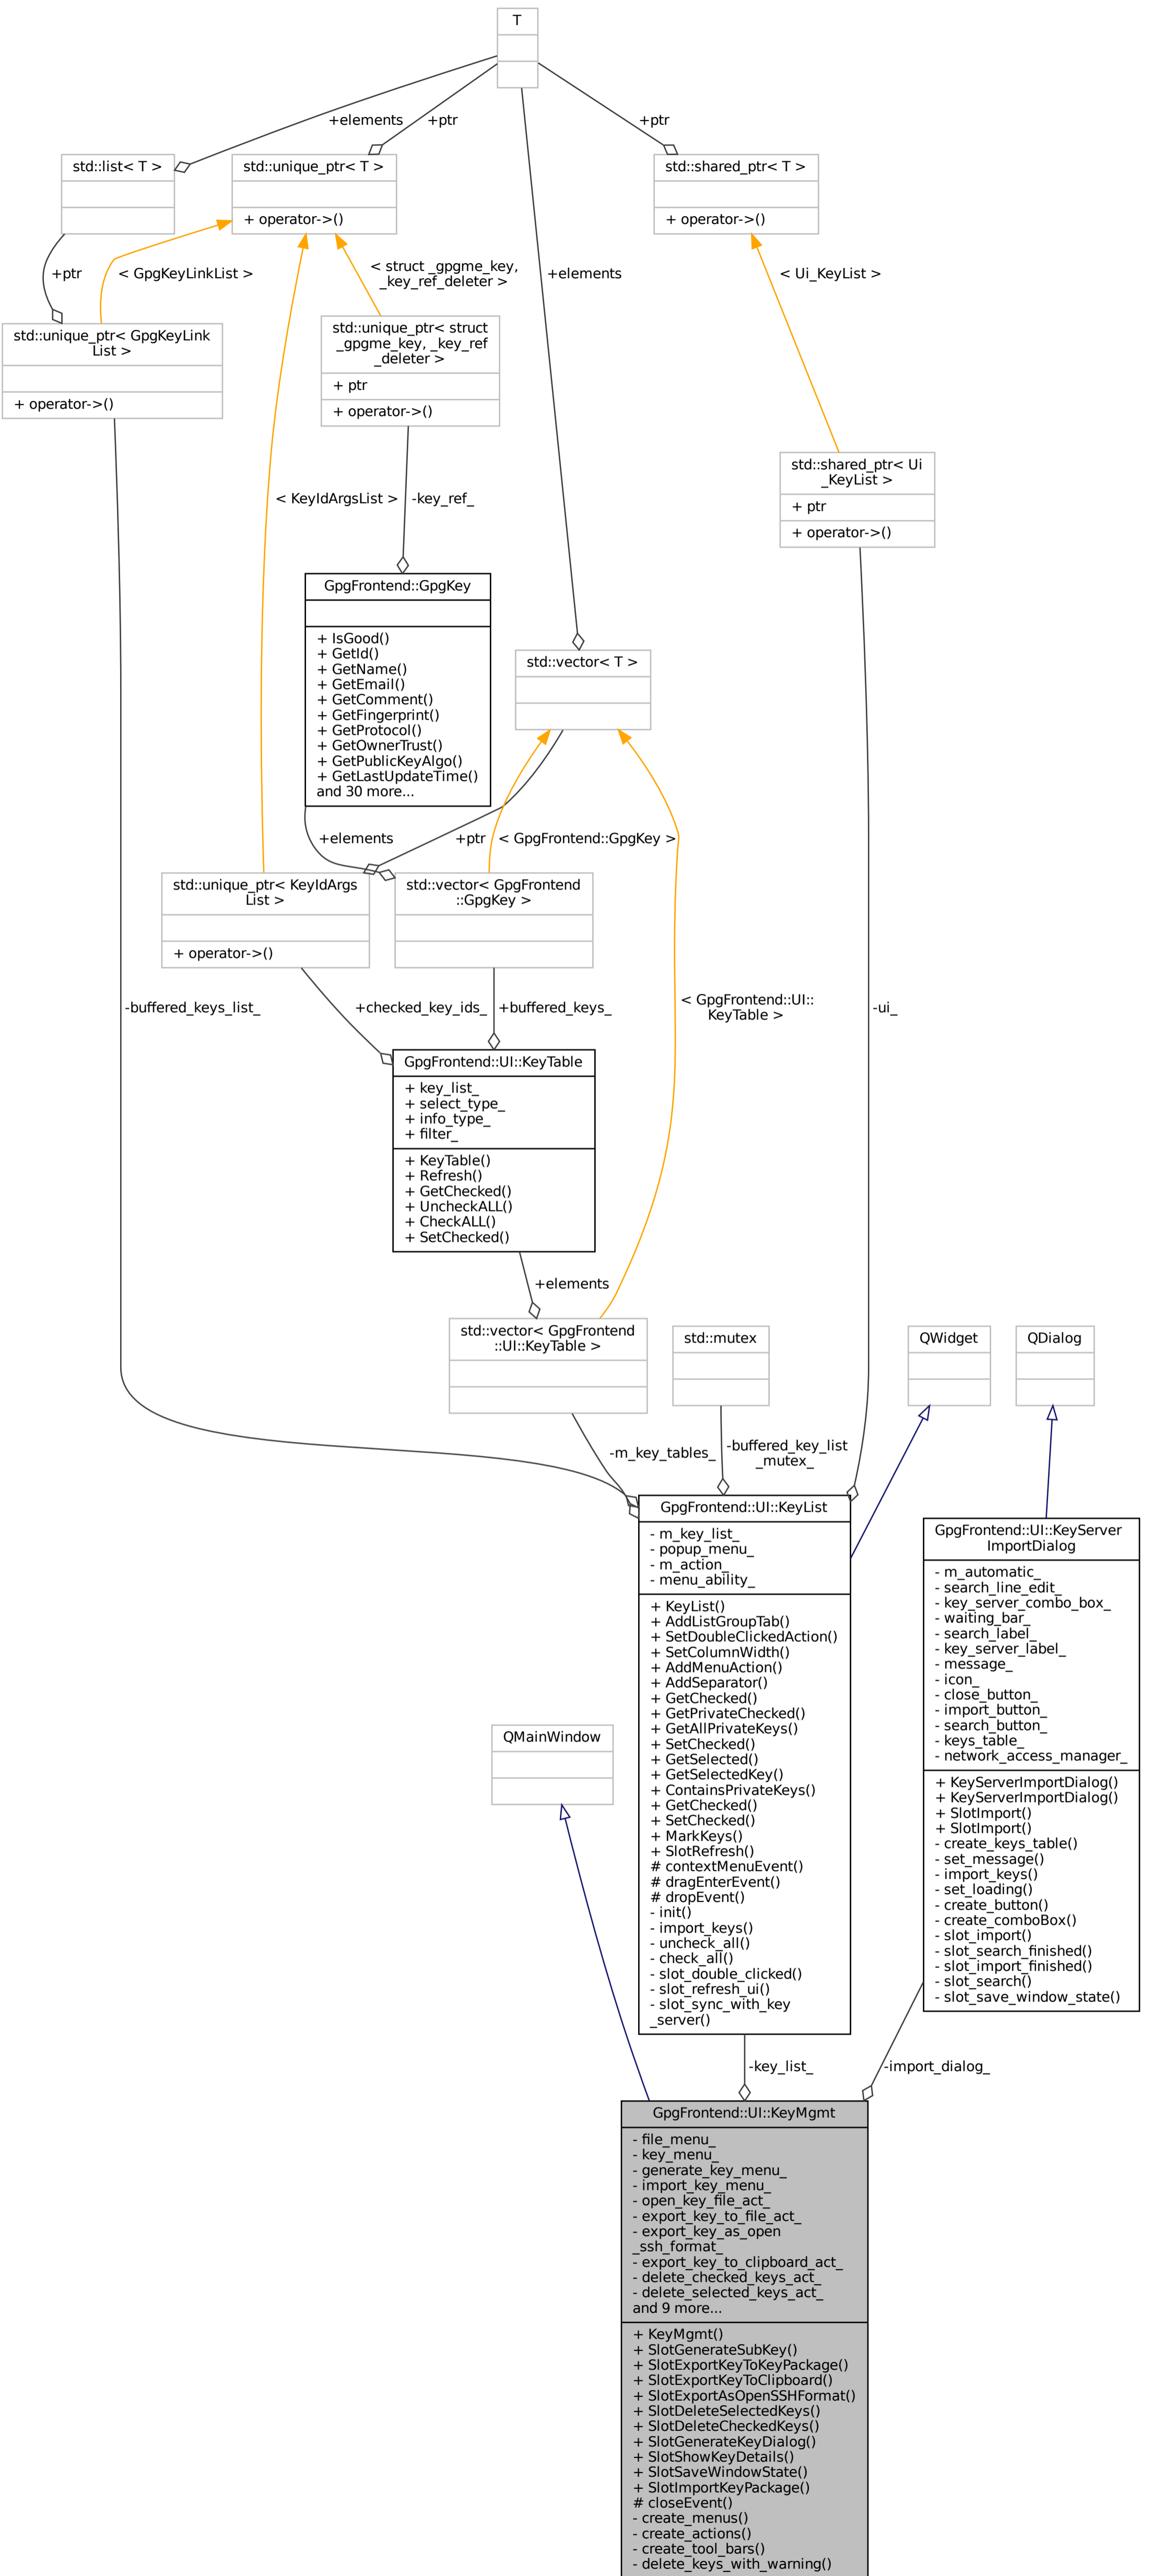 T
+elements
+ptr
+ptr
std::list< T >
std::unique_ptr< T >
+ operator->()
std::shared_ptr< T >
+ operator->()
+ptr
< GpgKeyLinkList >
< struct _gpgme_key,
_key_ref_deleter >
+elements
< Ui_KeyList >
std::unique_ptr< GpgKeyLink
List >
+ operator->()
std::unique_ptr< struct
_gpgme_key, _key_ref
_deleter >
+ ptr
+ operator->()
std::shared_ptr< Ui
_KeyList >
+ ptr
+ operator->()
< KeyIdArgsList >
-key_ref_
GpgFrontend::GpgKey
+ IsGood()
+ GetId()
+ GetName()
+ GetEmail()
+ GetComment()
+ GetFingerprint()
+ GetProtocol()
+ GetOwnerTrust()
+ GetPublicKeyAlgo()
+ GetLastUpdateTime()
and 30 more...
std::vector< T >
+elements
+ptr
< GpgFrontend::GpgKey >
std::unique_ptr< KeyIdArgs
List >
+ operator->()
std::vector< GpgFrontend
::GpgKey >
-buffered_keys_list_
+checked_key_ids_
+buffered_keys_
< GpgFrontend::UI::
KeyTable >
-ui_
GpgFrontend::UI::KeyTable
+ key_list_
+ select_type_
+ info_type_
+ filter_
+ KeyTable()
+ Refresh()
+ GetChecked()
+ UncheckALL()
+ CheckALL()
+ SetChecked()
+elements
std::vector< GpgFrontend
::UI::KeyTable >
std::mutex
QWidget
QDialog
-m_key_tables_
-buffered_key_list
_mutex_
GpgFrontend::UI::KeyList
- m_key_list_
- popup_menu_
- m_action_
- menu_ability_
+ KeyList()
+ AddListGroupTab()
+ SetDoubleClickedAction()
+ SetColumnWidth()
+ AddMenuAction()
+ AddSeparator()
+ GetChecked()
+ GetPrivateChecked()
+ GetAllPrivateKeys()
+ SetChecked()
+ GetSelected()
+ GetSelectedKey()
+ ContainsPrivateKeys()
+ GetChecked()
+ SetChecked()
+ MarkKeys()
+ SlotRefresh()
# contextMenuEvent()
# dragEnterEvent()
# dropEvent()
- init()
- import_keys()
- uncheck_all()
- check_all()
- slot_double_clicked()
- slot_refresh_ui()
- slot_sync_with_key
_server()
GpgFrontend::UI::KeyServer
ImportDialog
- m_automatic_
- search_line_edit_
- key_server_combo_box_
- waiting_bar_
- search_label_
- key_server_label_
- message_
- icon_
- close_button_
- import_button_
- search_button_
- keys_table_
- network_access_manager_
+ KeyServerImportDialog()
+ KeyServerImportDialog()
+ SlotImport()
+ SlotImport()
- create_keys_table()
- set_message()
- import_keys()
- set_loading()
- create_button()
- create_comboBox()
- slot_import()
- slot_search_finished()
- slot_import_finished()
- slot_search()
- slot_save_window_state()
QMainWindow
-key_list_
-import_dialog_
GpgFrontend::UI::KeyMgmt
- file_menu_
- key_menu_
- generate_key_menu_
- import_key_menu_
- open_key_file_act_
- export_key_to_file_act_
- export_key_as_open
_ssh_format_
- export_key_to_clipboard_act_
- delete_checked_keys_act_
- delete_selected_keys_act_
and 9 more...
+ KeyMgmt()
+ SlotGenerateSubKey()
+ SlotExportKeyToKeyPackage()
+ SlotExportKeyToClipboard()
+ SlotExportAsOpenSSHFormat()
+ SlotDeleteSelectedKeys()
+ SlotDeleteCheckedKeys()
+ SlotGenerateKeyDialog()
+ SlotShowKeyDetails()
+ SlotSaveWindowState()
+ SlotImportKeyPackage()
# closeEvent()
- create_menus()
- create_actions()
- create_tool_bars()
- delete_keys_with_warning()